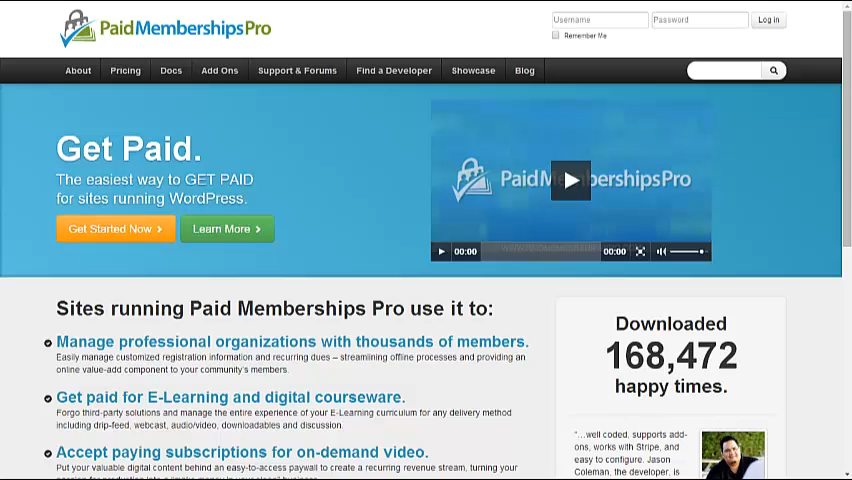 PaidMembershipsPro
Username
Password
Log in
Remember Me
About
Pricing
Docs
Add Ons
Support & Forums
Find a Developer
Showcase
Blog
Get Paid.
The easiest way to GET PAID
for sites running WordPress.
Get Started Now
Learn More
PaidM bershipsPro
00:00
00:00
Sites running Paid Memberships Pro use it to:
Manage professional organizations with thousands of members.
Easily manage customized registration information and recurring dues – streamlining offline processes and providing an
online value-add component to your community's members.
Get paid for E-Learning and digital courseware.
Forgo third-party solutions and manage the entire experience of your E-Learning curriculum for any delivery method
including drip-feed, webcast, audio/video, downloadables and discussion.
Accept paying subscriptions for on-demand video.
Put your valuable digital content behind an easy-to-access paywall to create a recurring revenue stream, turning your
Downloaded
168,472
happy times.
"...well coded, supports add-
ons, works with Stripe, and
easy to configure. Jason
Coleman, the developer, is